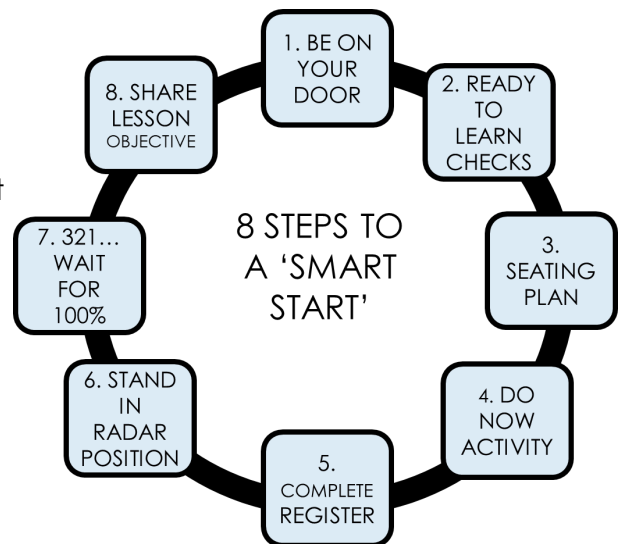 8 STEPS TO
A ‘SMART
START’
1. BE ON
YOUR
DOOR
2. READY
TO
LEARN
CHECKS
3.
SEATING
PLAN
4. DO
NOW
ACTIVITY
5.
COMPLETE
REGISTER
6. STAND
IN
RADAR
POSITION
7. 321...
WAIT
FOR
100%
8. SHARE
LESSON
OBJECTIVE